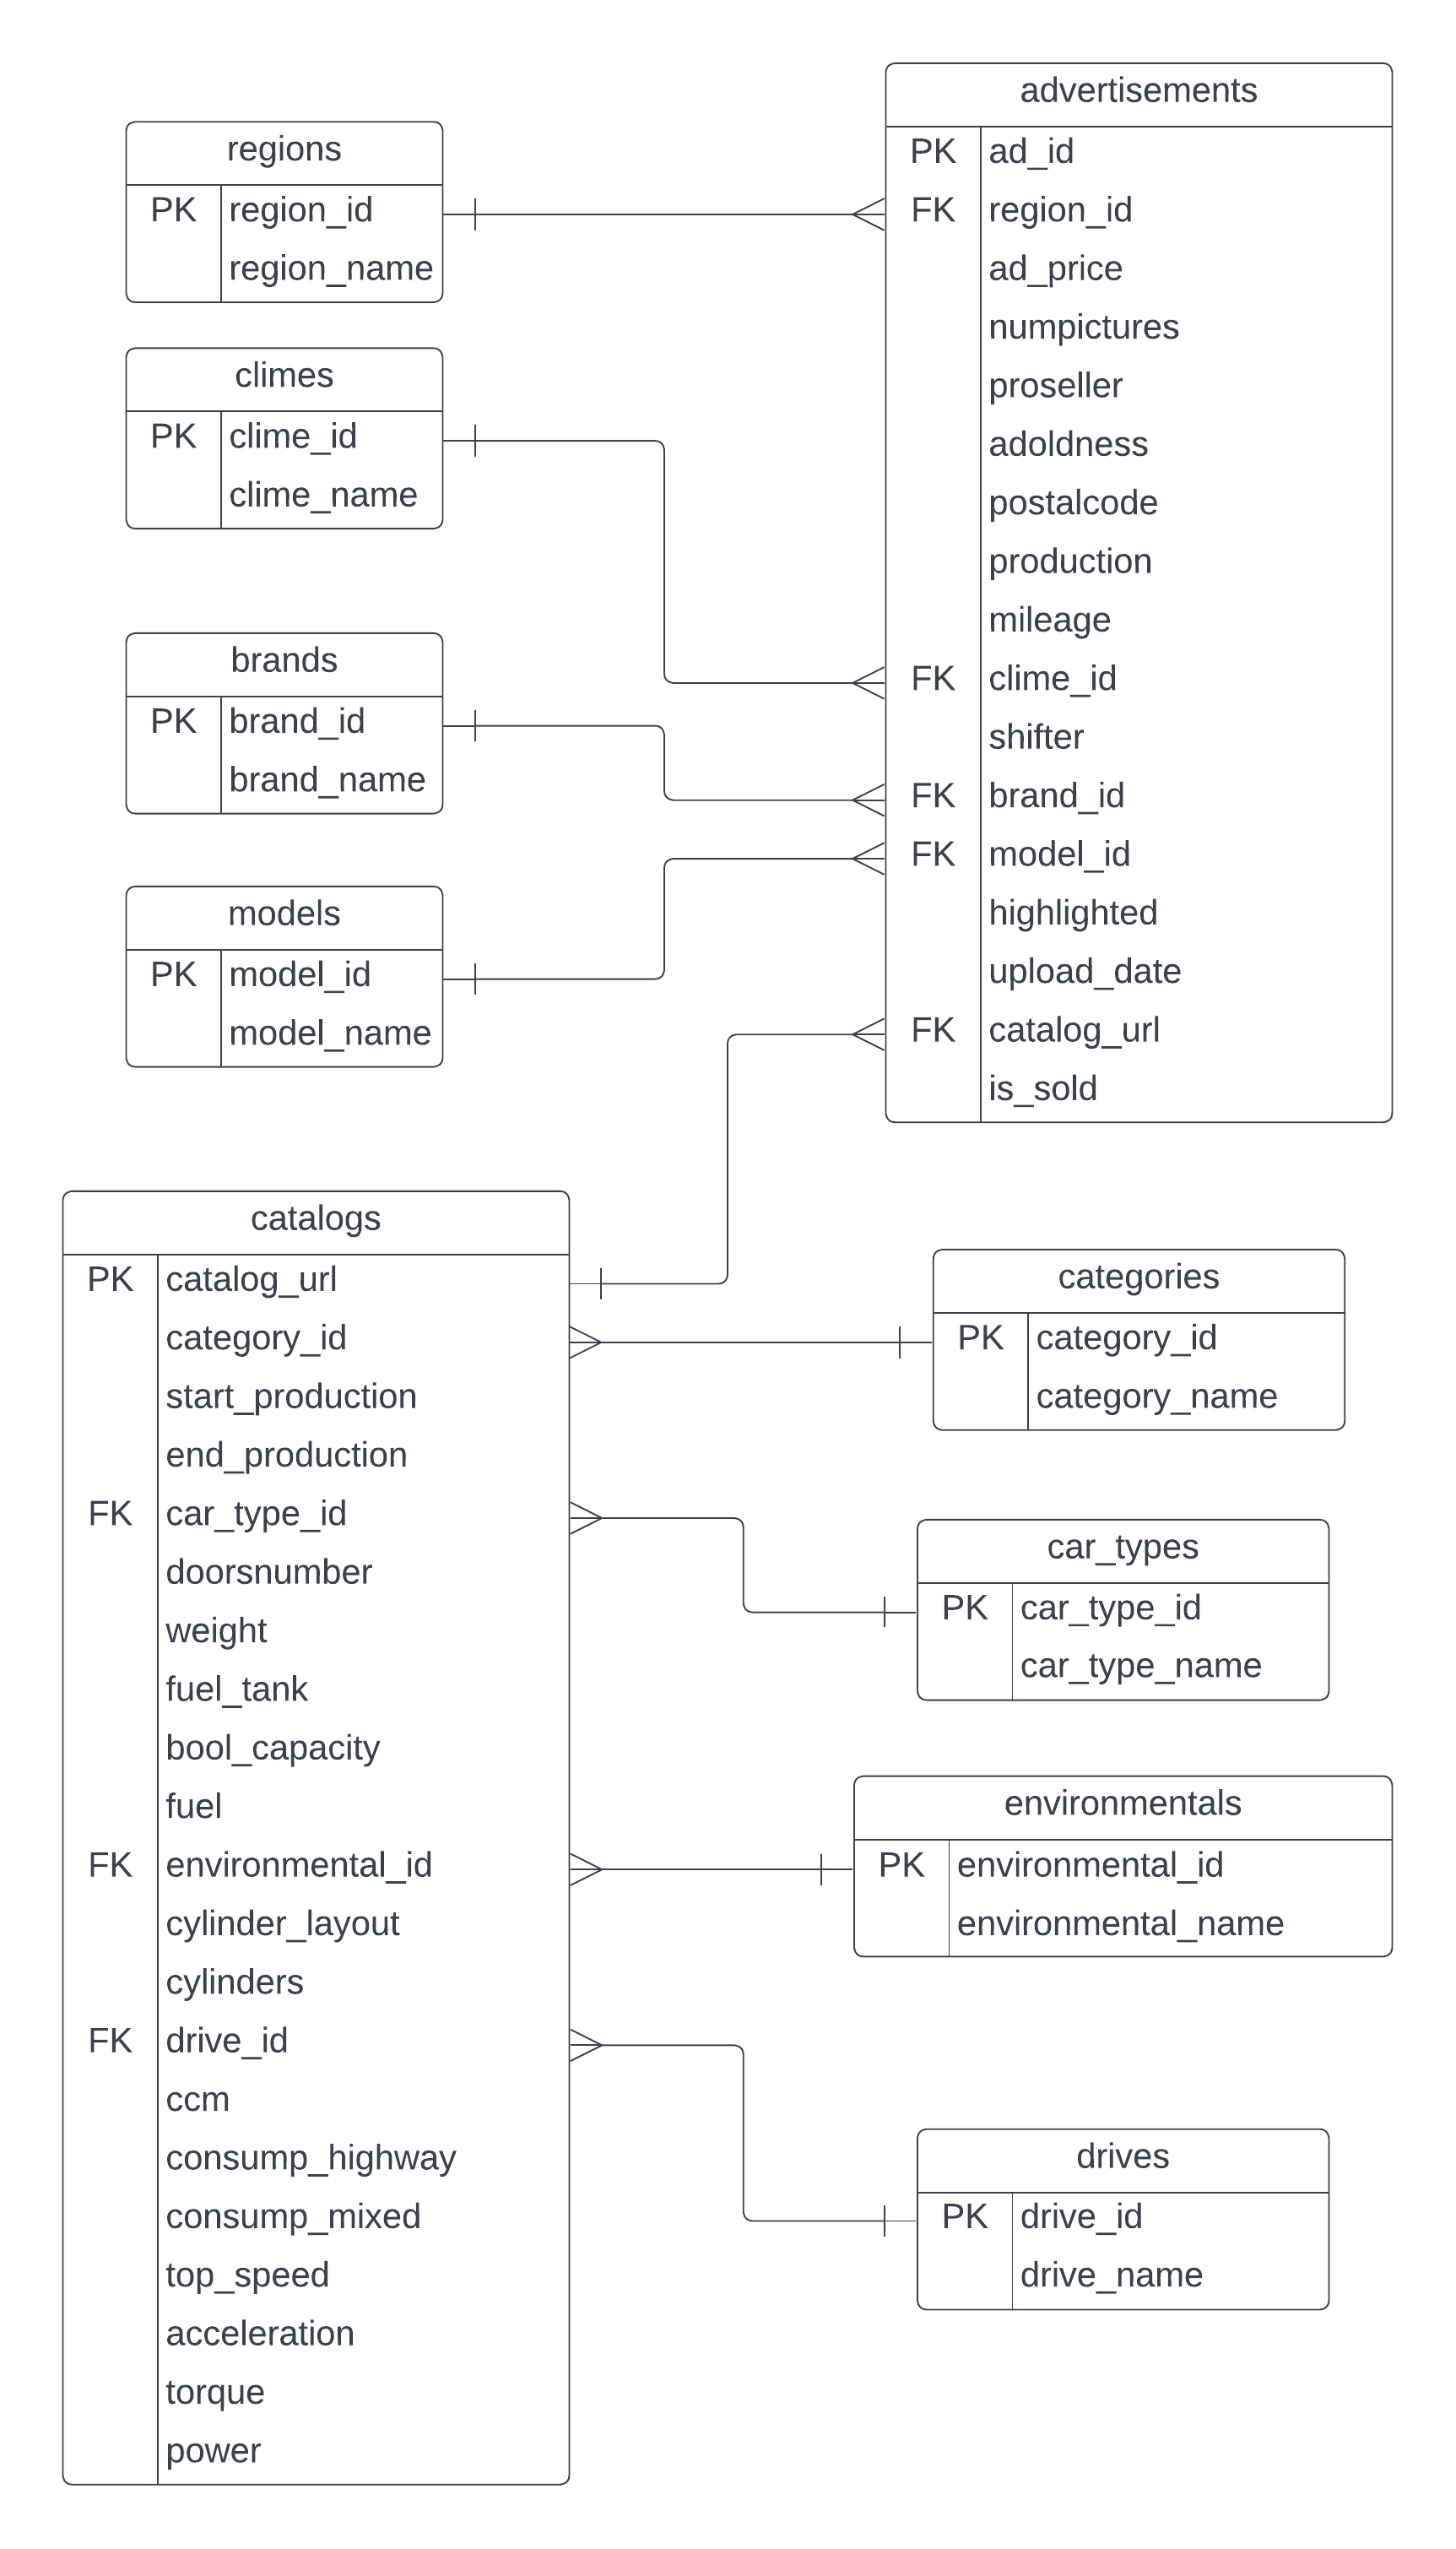 advertisements
PK ad_id
FK region_id
ad_price
numpictures
proseller
adoldness
postalcode
production
mileage
FK clime_id
shifter
FK brand_id
FK model_id
highlighted
upload_date
FK catalog_url
is_sold
regions
PK region_id
region_name
climes
PK clime_id
clime_name
brands
PK brand_id
brand_name
models
PK model_id
model_name
catalogs
PK catalog_url
category_id
start_production
end_production
FK car_type_id
doorsnumber
weight
fuel_tank
bool_capacity
fuel
FK environmental_id
cylinder_layout
cylinders
FK drive_id
ccm
consump_highway
consump_mixed
top_speed
acceleration
torque
power
categories
PK category_id
category_name
car_types
PK car_type_id
car_type_name
environmentals
PK environmental_id
environmental_name
drives
PK drive_id
drive_name